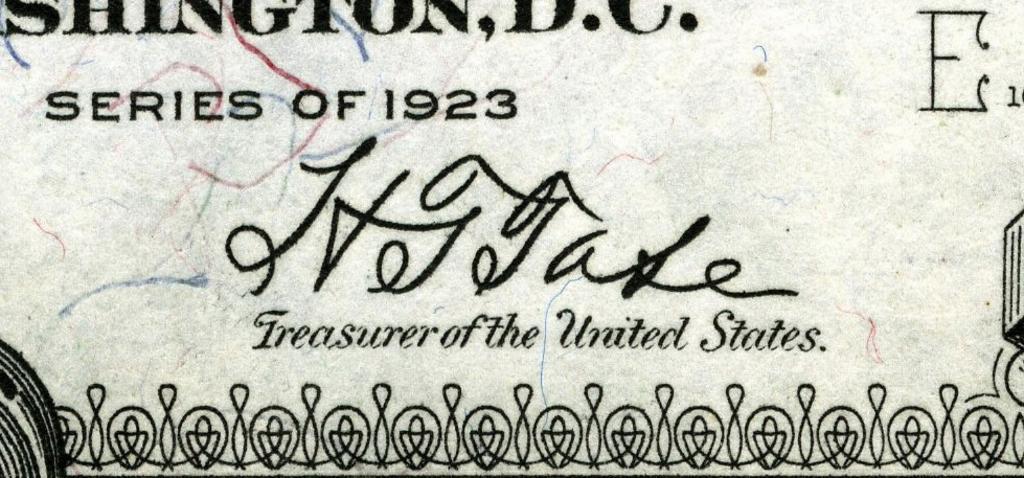 SHINGTON, D.C.
E
SERIES OF 1923
H T Tate
Treasurer of the United States.